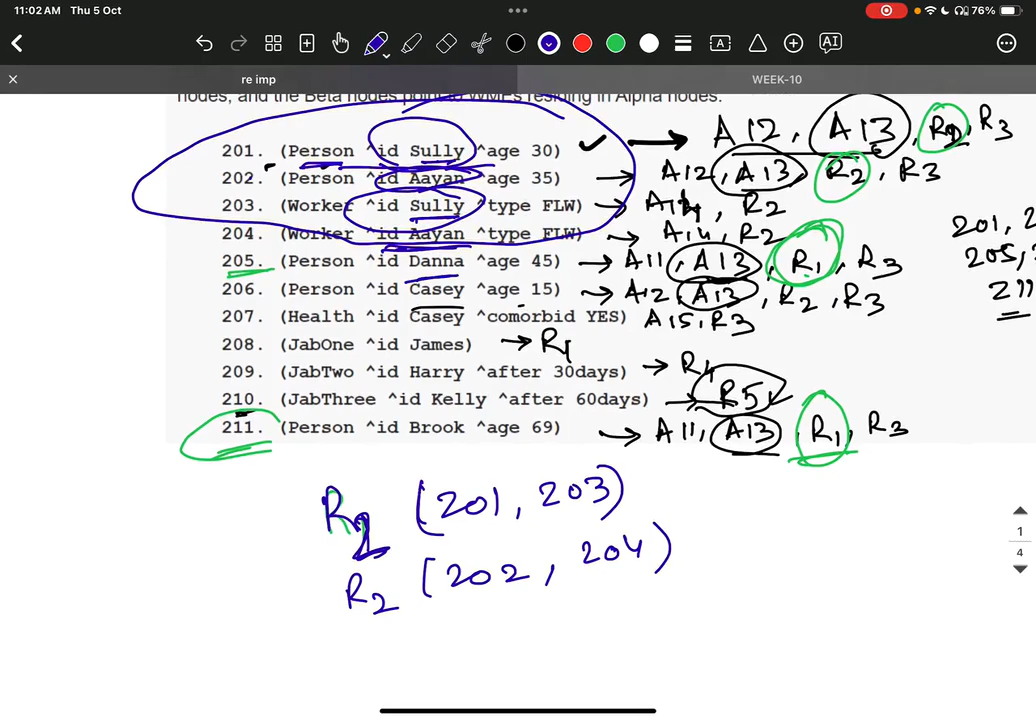 11:02 AM Thu 5 Oct 76%
A AI
re imp WEEK-10
nodes, and the Beta nodes point to WMEs residing in Alpha nodes.
201. (Person ^id Sully ^age 30) A12, A13, R2, R3
202. (Person ^id Aayan ^age 35) A12, A13, R2, R3
203. (Worker ^id Sully ^type FLW) A14, R2
204. (Worker ^id Aayan ^type FLW) A14, R2
201, 2
205. (Person ^id Danna ^age 45) A11, A13, R1, R3
205,
206. (Person ^id Casey ^age 15) A12, A13, R2, R3
211
207. (Health ^id Casey ^comorbid YES) A15, R3
208. (JabOne ^id James) R4
209. (JabTwo ^id Harry ^after 30days) R4
210. (JabThree ^id Kelly ^after 60days) R5
211. (Person ^id Brook ^age 69) A11, A13, R1, R3
R2 (201, 203)
R2 (202, 204)
1
4